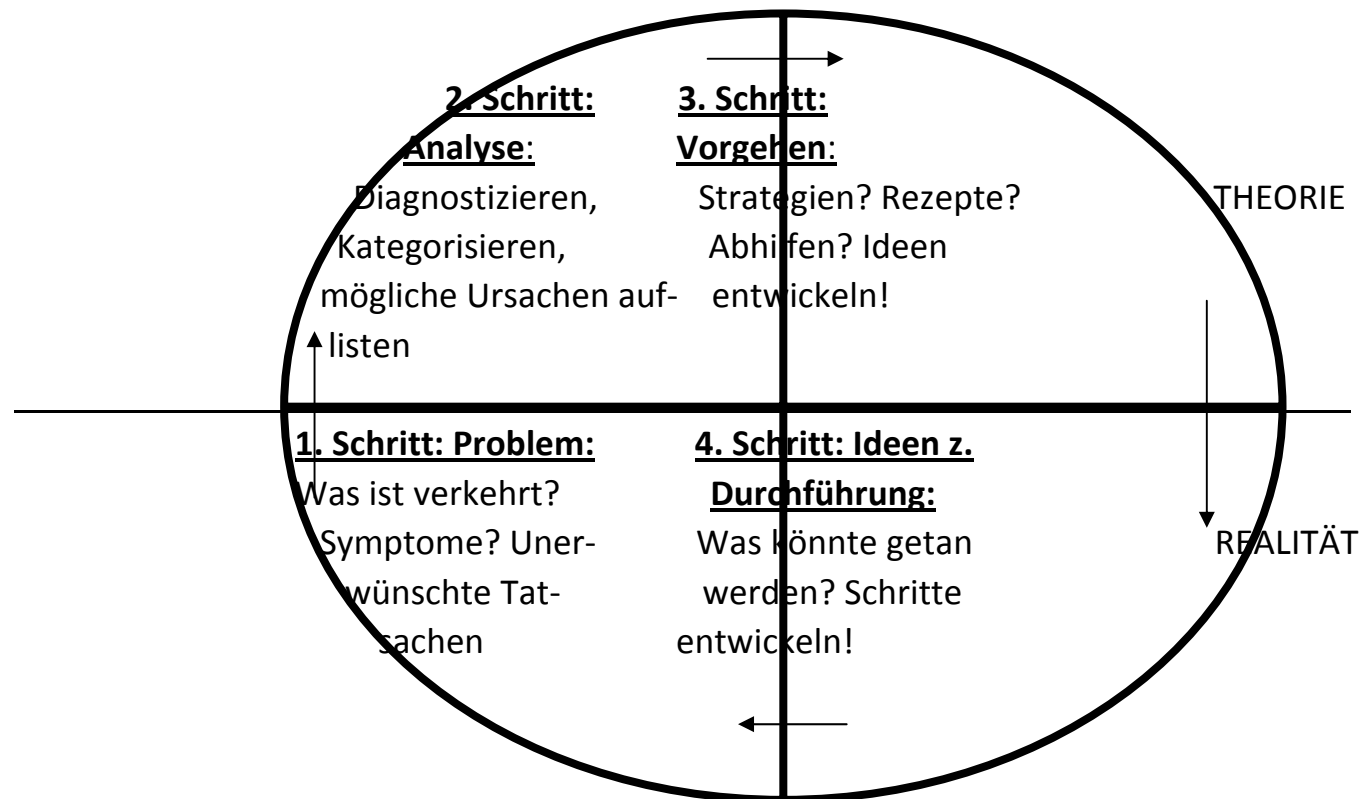 2. Schritt:
Analyse:
Diagnostizieren,
Kategorisieren,
mögliche Ursachen auf-
listen
3. Schritt:
Vorgehen:
Strategien? Rezepte?
Abhilfen? Ideen
entwickeln!
THEORIE
1. Schritt: Problem:
Was ist verkehrt?
Symptome? Uner-
wünschte Tat-
sachen
4. Schritt: Ideen z.
Durchführung:
Was könnte getan
werden? Schritte
entwickeln!
REALITÄT